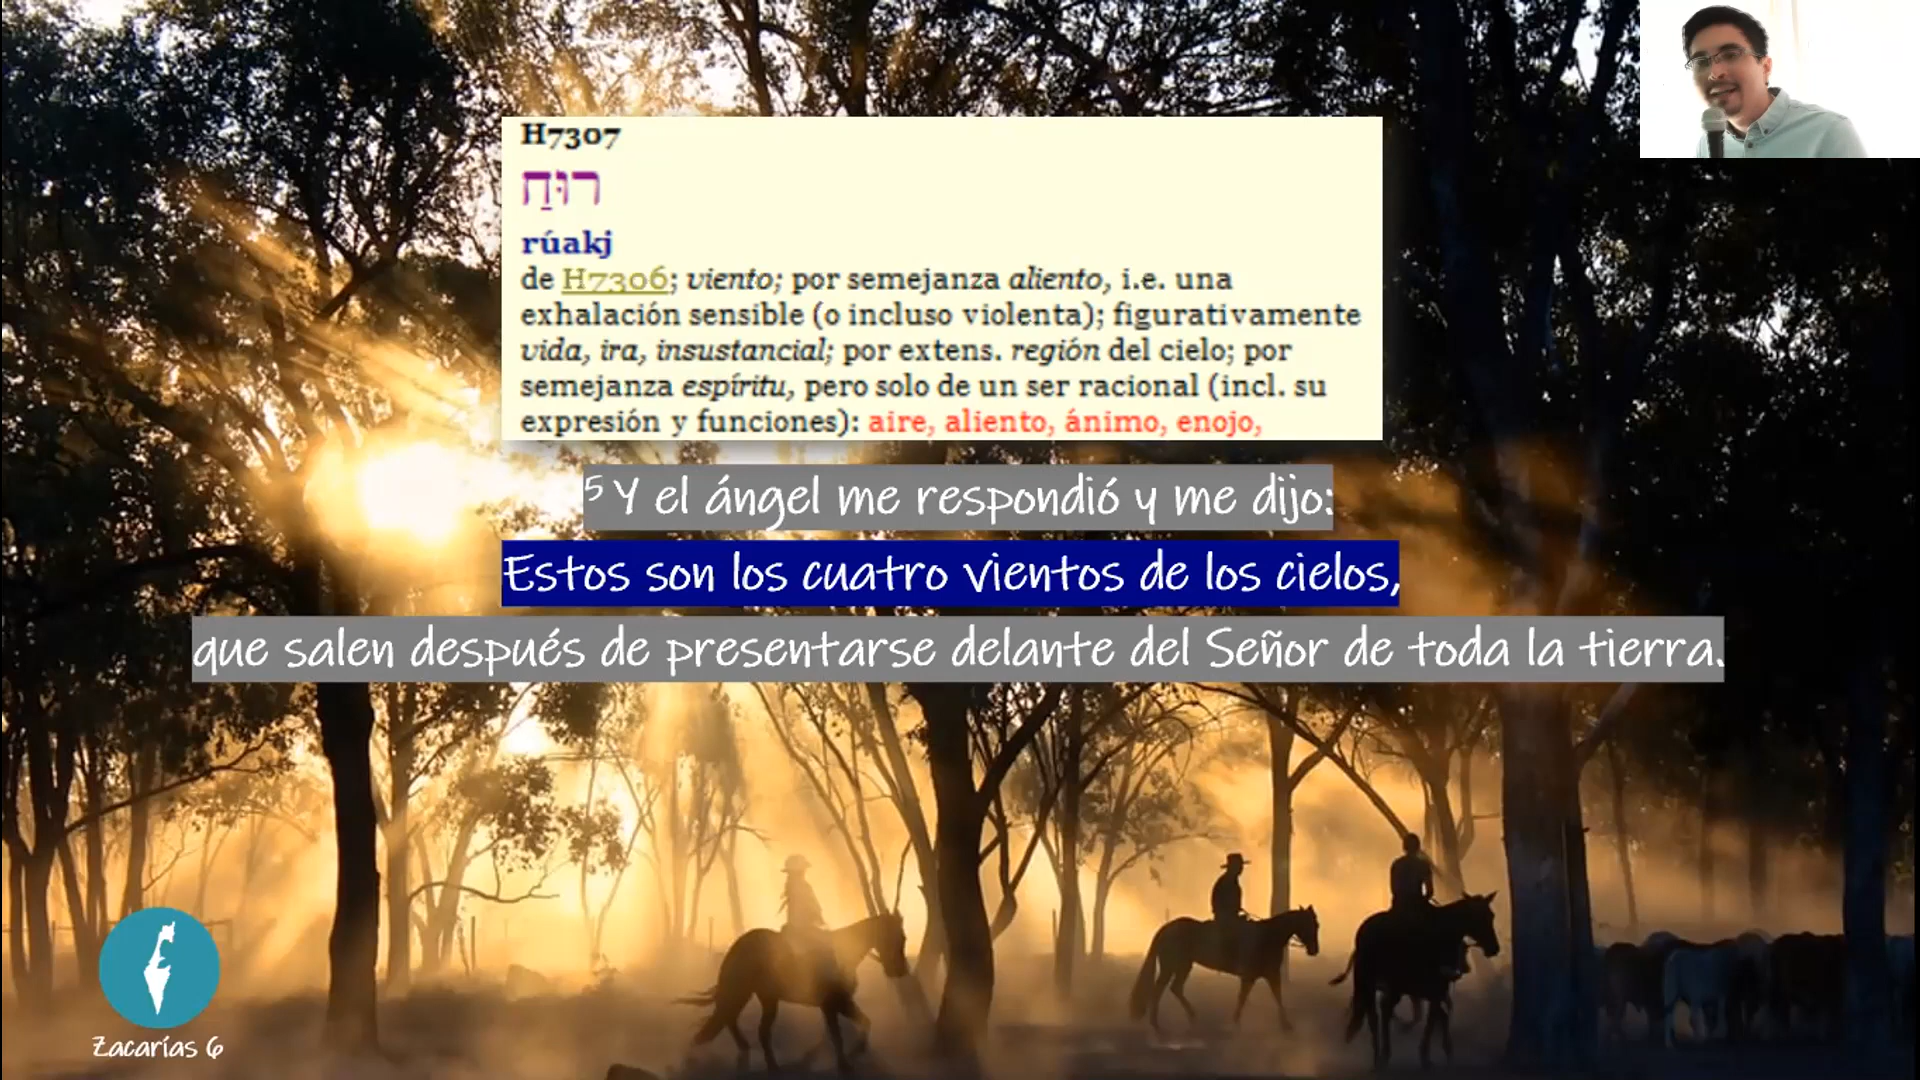 H7307
רוּחַ
rúakj
de H7306; viento; por semejanza aliento, i.e. una
exhalación sensible (o incluso violenta); figurativamente
vida, ira, insustancial; por extens. región del cielo; por
semejanza espíritu, pero solo de un ser racional (incl. su
expresión y funciones): aire, aliento, ánimo, enojo,
⁵ Y el ángel me respondió y me dijo:
Estos son los cuatro vientos de los cielos,
que salen después de presentarse delante del Señor de toda la tierra.
Zacarías 6